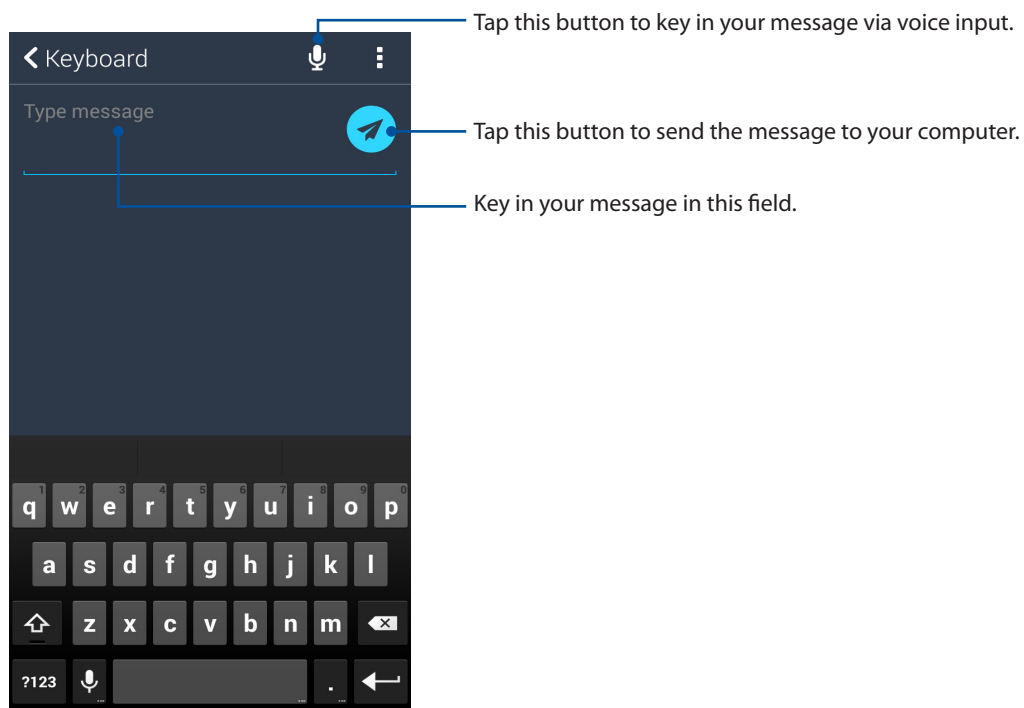 Tap this button to key in your message via voice input.
Keyboard
Type message
Tap this button to send the message to your computer.
Key in your message in this field.
1 2 3 4 5 6 7 8 9 0
q w e r t y u i o p
a s d f g h j k l
z x c v b n m
?123 .